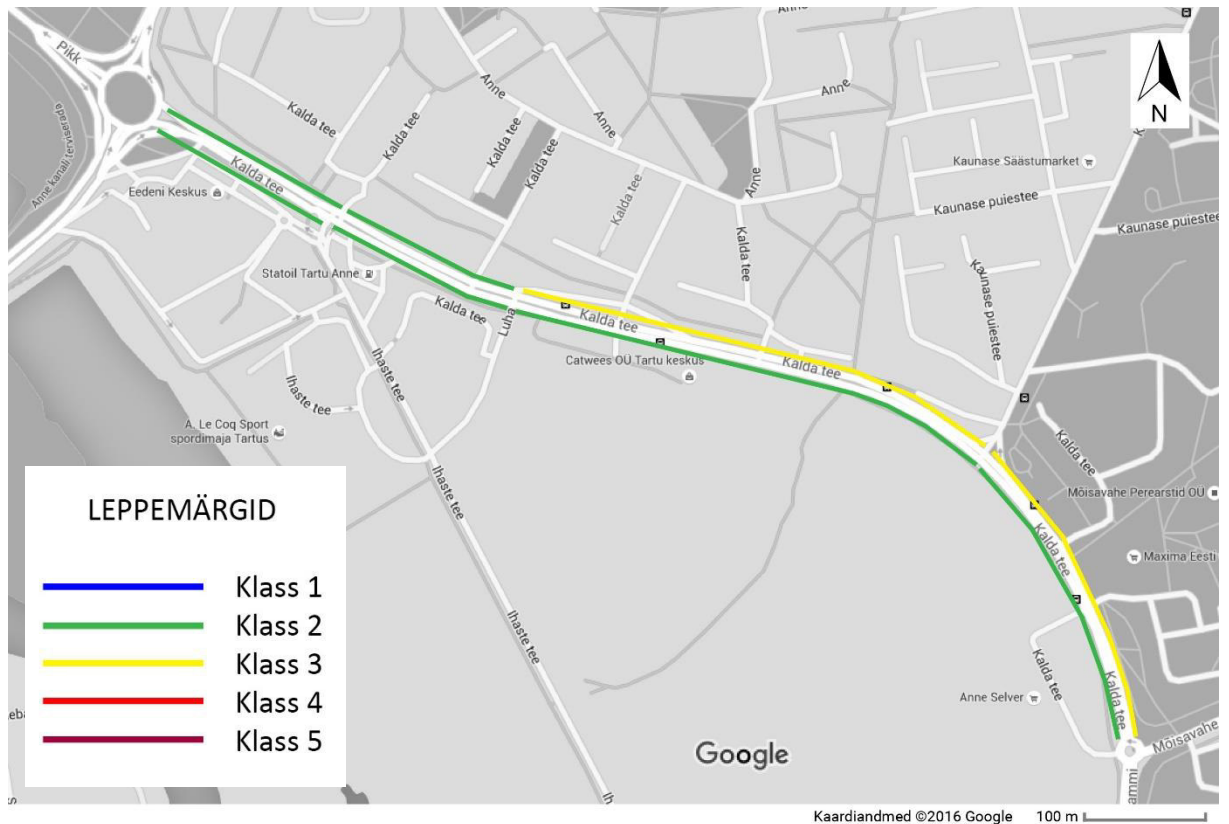 Pikk
Anne kanali terviserada
Kalda tee
Kalda tee
Kalda tee
Eedeni Keskus
Statoil Tartu Anne
Kalda tee
Luha
Anne
Anne
Anne
Anne
Anne
Kalda tee
Kalda tee
Kalda tee
Kalda tee
Kaunase Säästumarket
Kaunase puiestee
Kaunase puiestee
Kaunase puiestee
N
Kalda tee
Catwees OÜ Tartu keskus
Kalda tee
Ihaste tee
Ihaste tee
A. Le Coq Sport
spordimaja Tartus
Ihaste tee
Ihaste tee
Kalda tee
Mõisavahe Perearstid OÜ
Maxima Eesti
Kalda tee
Kalda tee
Anne Selver
Kalda tee
Mõisavahe
ammi
LEPPEMÄRGID
Klass 1
Klass 2
Klass 3
Klass 4
Klass 5
Ih
Google
Kaardiandmed ©2016 Google 100 m